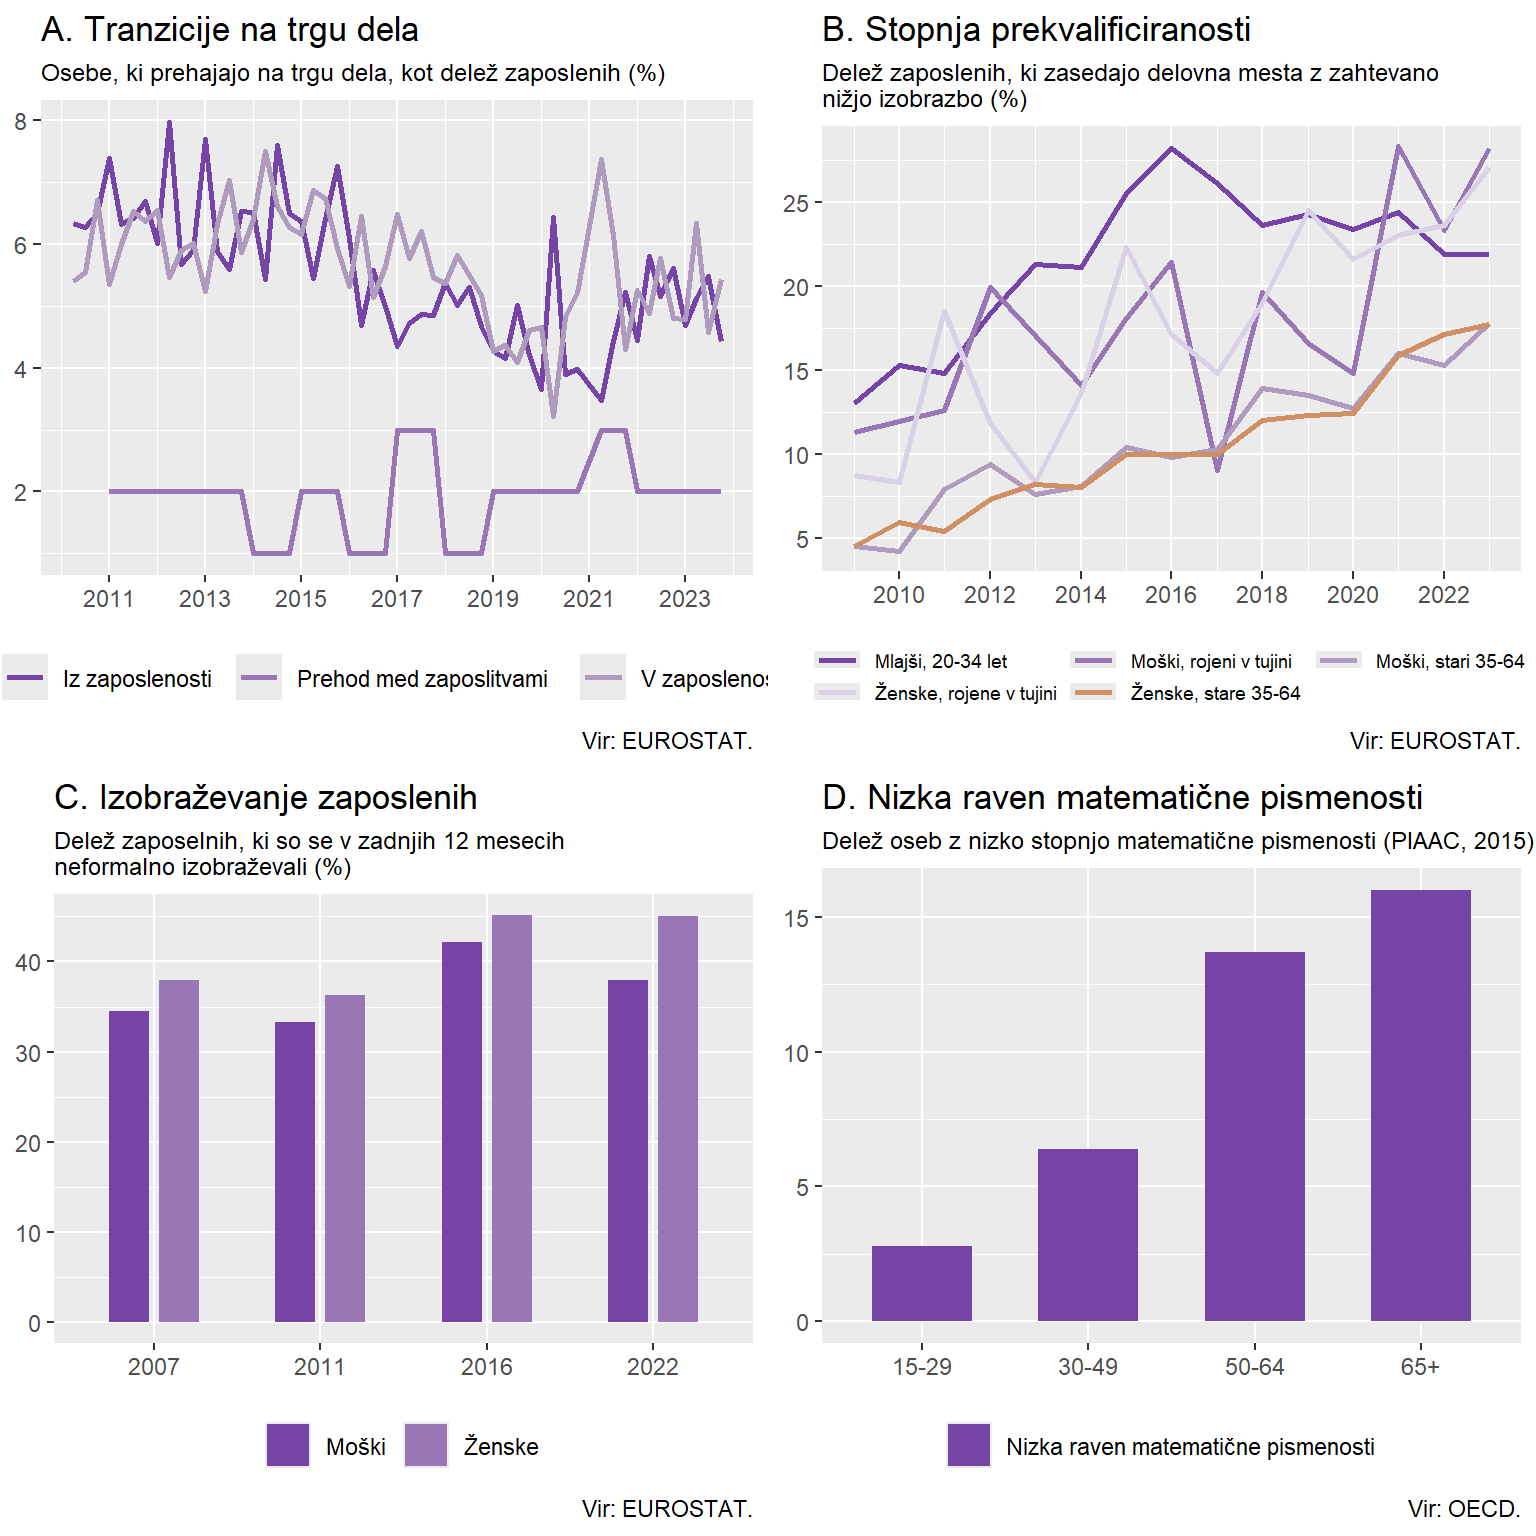 A. Tranzicije na trgu dela
Osebe, ki prehajajo na trgu dela, kot delež zaposlenih (%)
8
6
4
2
2011 2013 2015 2017 2019 2021 2023
Iz zaposlenosti Prehod med zaposlitvami V zaposlenos
Vir: EUROSTAT.
B. Stopnja prekvalificiranosti
Delež zaposlenih, ki zasedajo delovna mesta z zahtevano
nižjo izobrazbo (%)
25
20
15
10
5
2010 2012 2014 2016 2018 2020 2022
Mlajši, 20-34 let Moški, rojeni v tujini Moški, stari 35-64
Ženske, rojene v tujini Ženske, stare 35-64
Vir: EUROSTAT.
C. Izobraževanje zaposlenih
Delež zaposelnih, ki so se v zadnjih 12 mesecih
neformalno izobraževali (%)
40
30
20
10
0
2007 2011 2016 2022
Moški Ženske
Vir: EUROSTAT.
D. Nizka raven matematične pismenosti
Delež oseb z nizko stopnjo matematične pismenosti (PIAAC, 2015)
15
10
5
0
15-29 30-49 50-64 65+
Nizka raven matematične pismenosti
Vir: OECD.